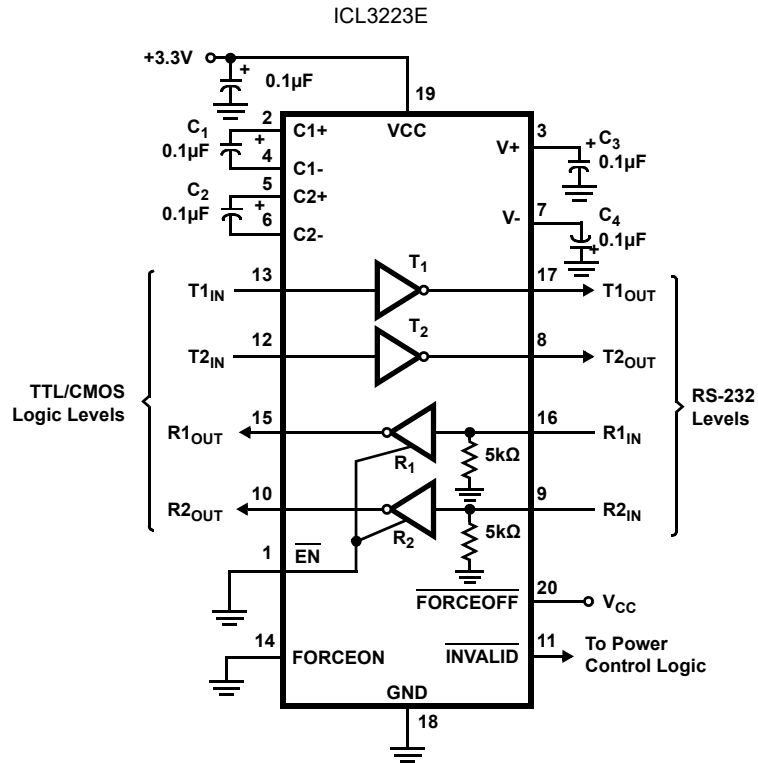 ICL3223E
+3.3V
+
0.1µF
19
2
C1+
VCC
3
C1
0.1µF
+
4
C1-
V+
+
C3
0.1µF
C2
0.1µF
5
C2+
+
6
C2-
7
V-
C4
0.1µF
+
T1IN
13
T1
17
T1OUT
T2IN
12
T2
8
T2OUT
TTL/CMOS
Logic Levels
RS-232
Levels
R1OUT
15
R1
16
R1IN
5kΩ
R2OUT
10
R2
9
R2IN
5kΩ
1
EN
20
FORCEOFF
VCC
14
FORCEON
11
INVALID
To Power
Control Logic
GND
18